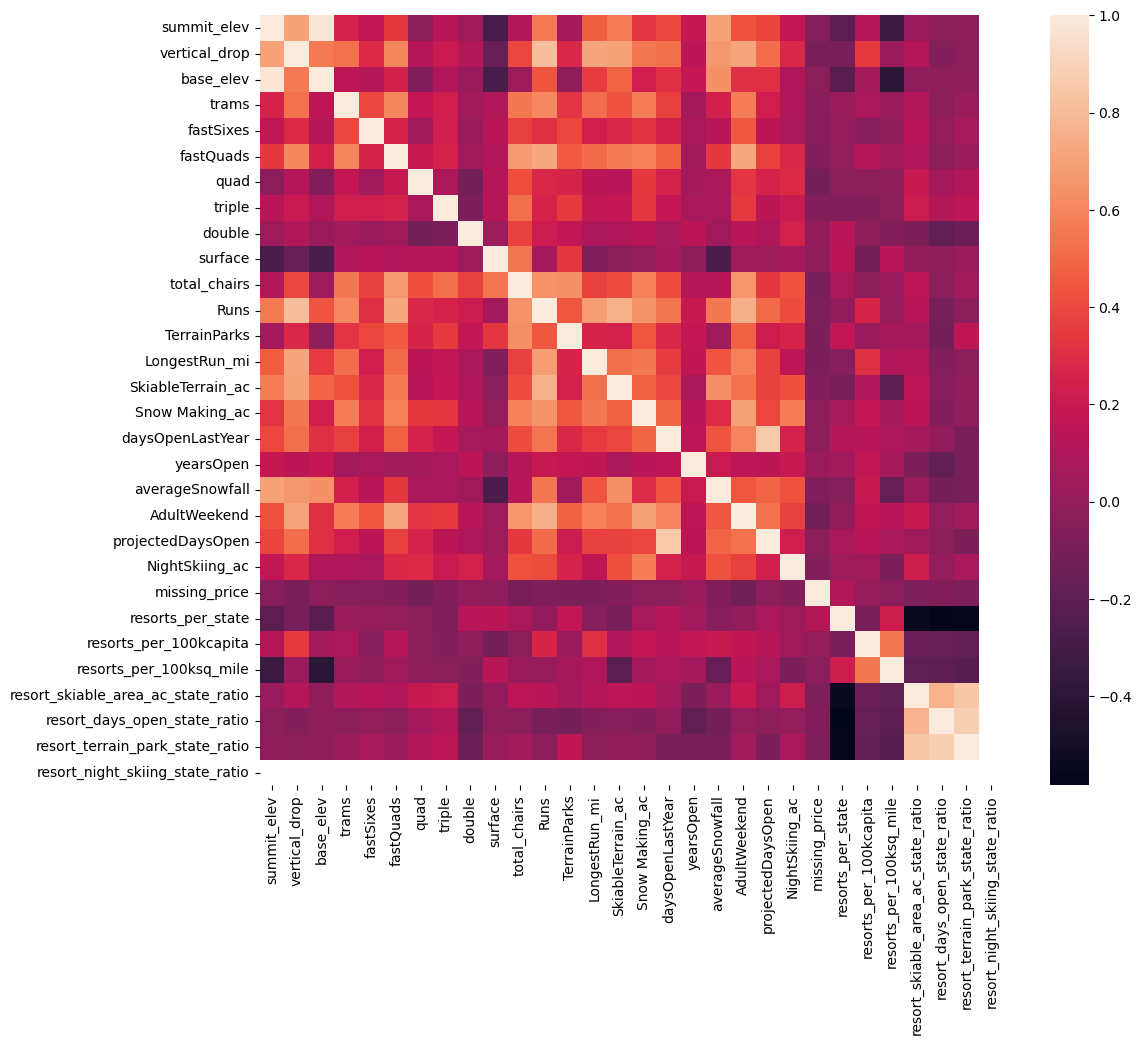 summit_elev
vertical_drop
base_elev
trams
fastSixes
fastQuads
quad
triple
double
surface
total_chairs
Runs
TerrainParks
LongestRun_mi
SkiableTerrain_ac
Snow Making_ac
daysOpenLastYear
yearsOpen
averageSnowfall
AdultWeekend
projectedDaysOpen
NightSkiing_ac
missing_price
resorts_per_state
resorts_per_100kcapita
resorts_per_100ksq_mile
resort_skiable_area_ac_state_ratio
resort_days_open_state_ratio
resort_terrain_park_state_ratio
resort_night_skiing_state_ratio
summit_elev
vertical_drop
base_elev
trams
fastSixes
fastQuads
quad
triple
double
surface
total_chairs
Runs
TerrainParks
LongestRun_mi
SkiableTerrain_ac
Snow Making_ac
daysOpenLastYear
yearsOpen
averageSnowfall
AdultWeekend
projectedDaysOpen
NightSkiing_ac
missing_price
resorts_per_state
resorts_per_100kcapita
resorts_per_100ksq_mile
resort_skiable_area_ac_state_ratio
resort_days_open_state_ratio
resort_terrain_park_state_ratio
resort_night_skiing_state_ratio
1.0
0.8
0.6
0.4
0.2
0.0
−0.2
−0.4